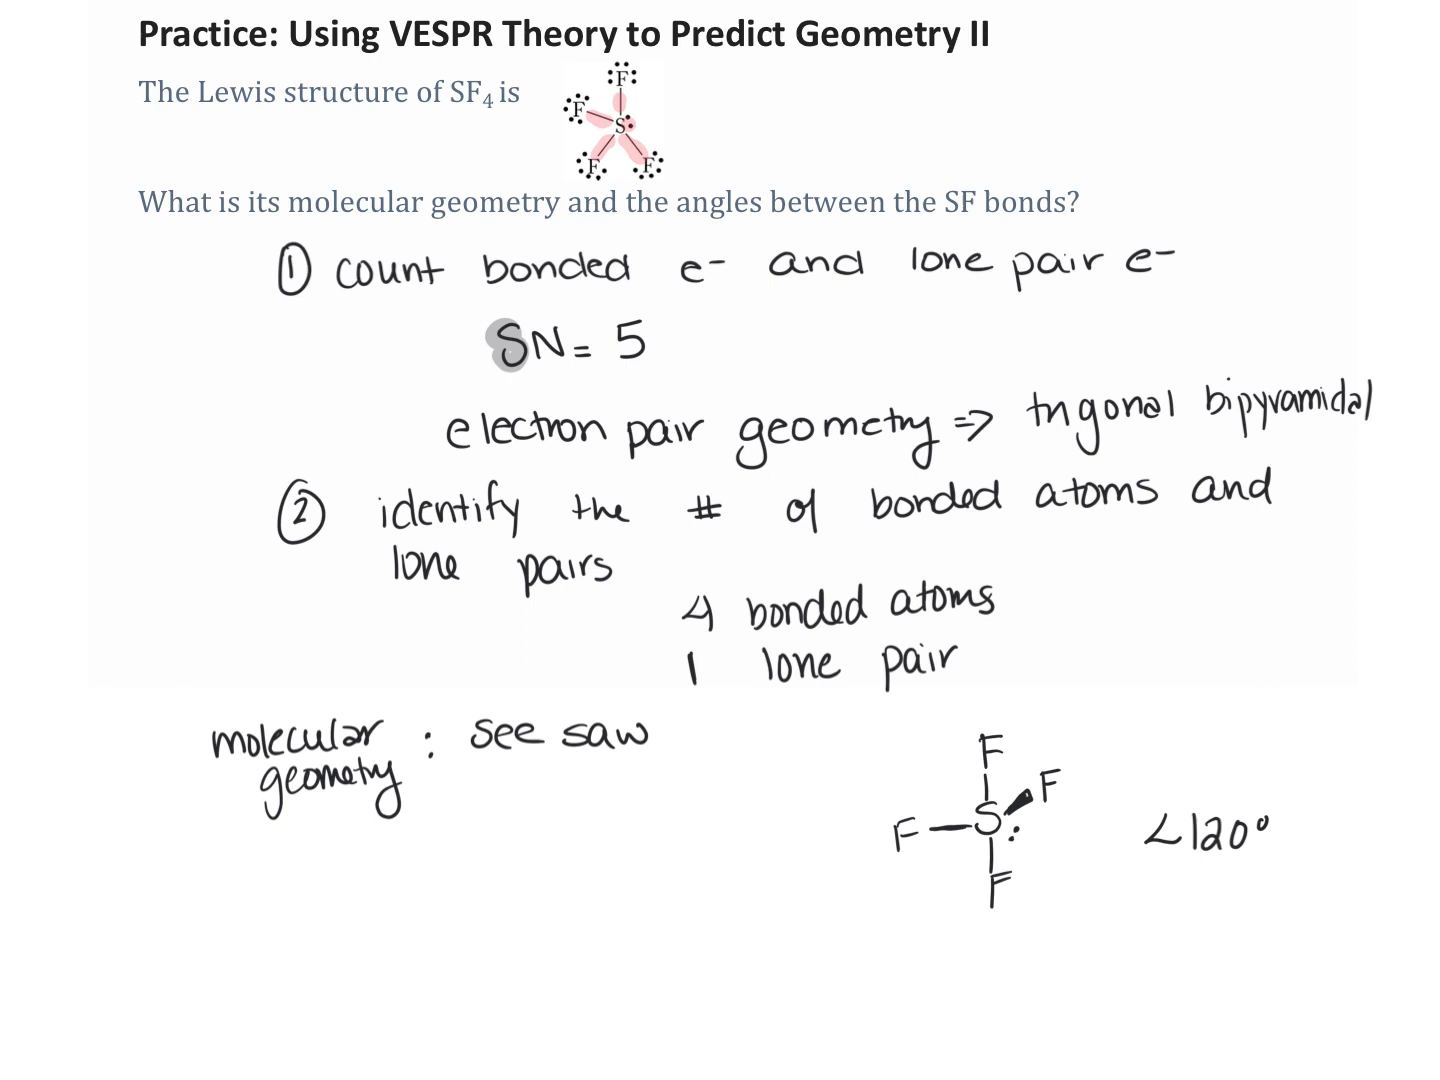 Practice: Using VESPR Theory to Predict Geometry II
The Lewis structure of SF₄ is
F
F
S
F F
What is its molecular geometry and the angles between the SF bonds?
① count bonded e- and lone pair e-
SN = 5
electron pair geometry => trigonal bipyramidal
② identify the # of bonded atoms and
lone pairs
4 bonded atoms
1 lone pair
molecular geometry : see saw
F
F
F — S :
F
<120°